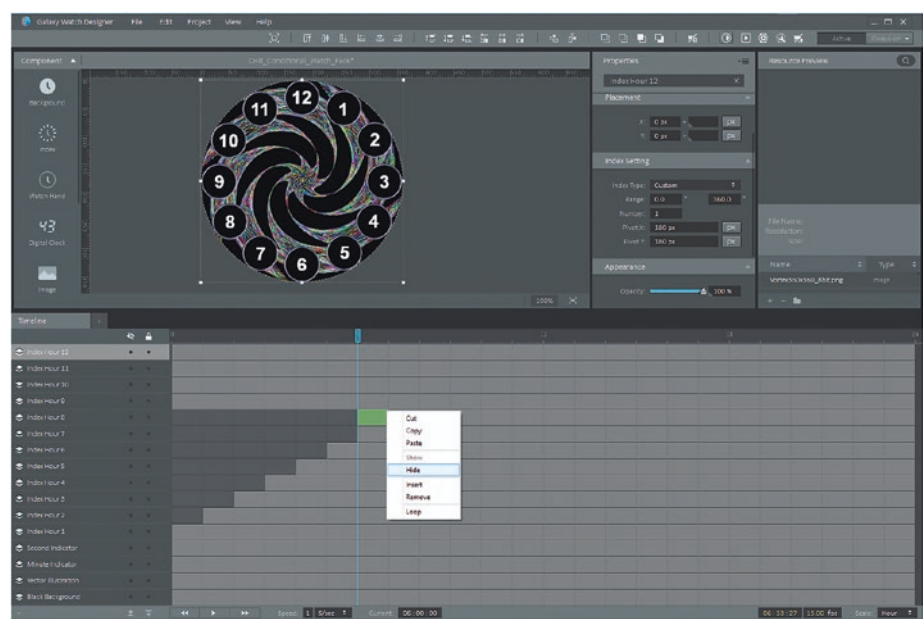 Galaxy Watch Designer File Edit Project View Help
Component
Background
Index
Watch Hand
Digital Clock
Image
12
11 1
10 2
9 3
8 4
7 5
6
100%
Properties
Index Hour 12
Placement
X: 0 px px
Y: 0 px px
Index Setting
Index Type: Custom
Range: 0.0 360.0
Number: 1
Pivot X: 180 px px
Pivot Y: 180 px px
Appearance
Opacity: 100 %
Active
Resource Preview
File Name:
Resolution:
Size:
Name Type
Image
Timeline
0 12 18 24
Index Hour 12
Index Hour 11
Index Hour 10
Index Hour 9
Index Hour 8
Index Hour 7
Index Hour 6
Index Hour 5
Index Hour 4
Index Hour 3
Index Hour 2
Index Hour 1
Second Indicator
Minute Indicator
Vector Illustration
Black Background
Cut
Copy
Paste
Show
Hide
Insert
Remove
Loop
Speed: 1 S/sec Current: 06:00:00
15.00 fps Scale: Hour